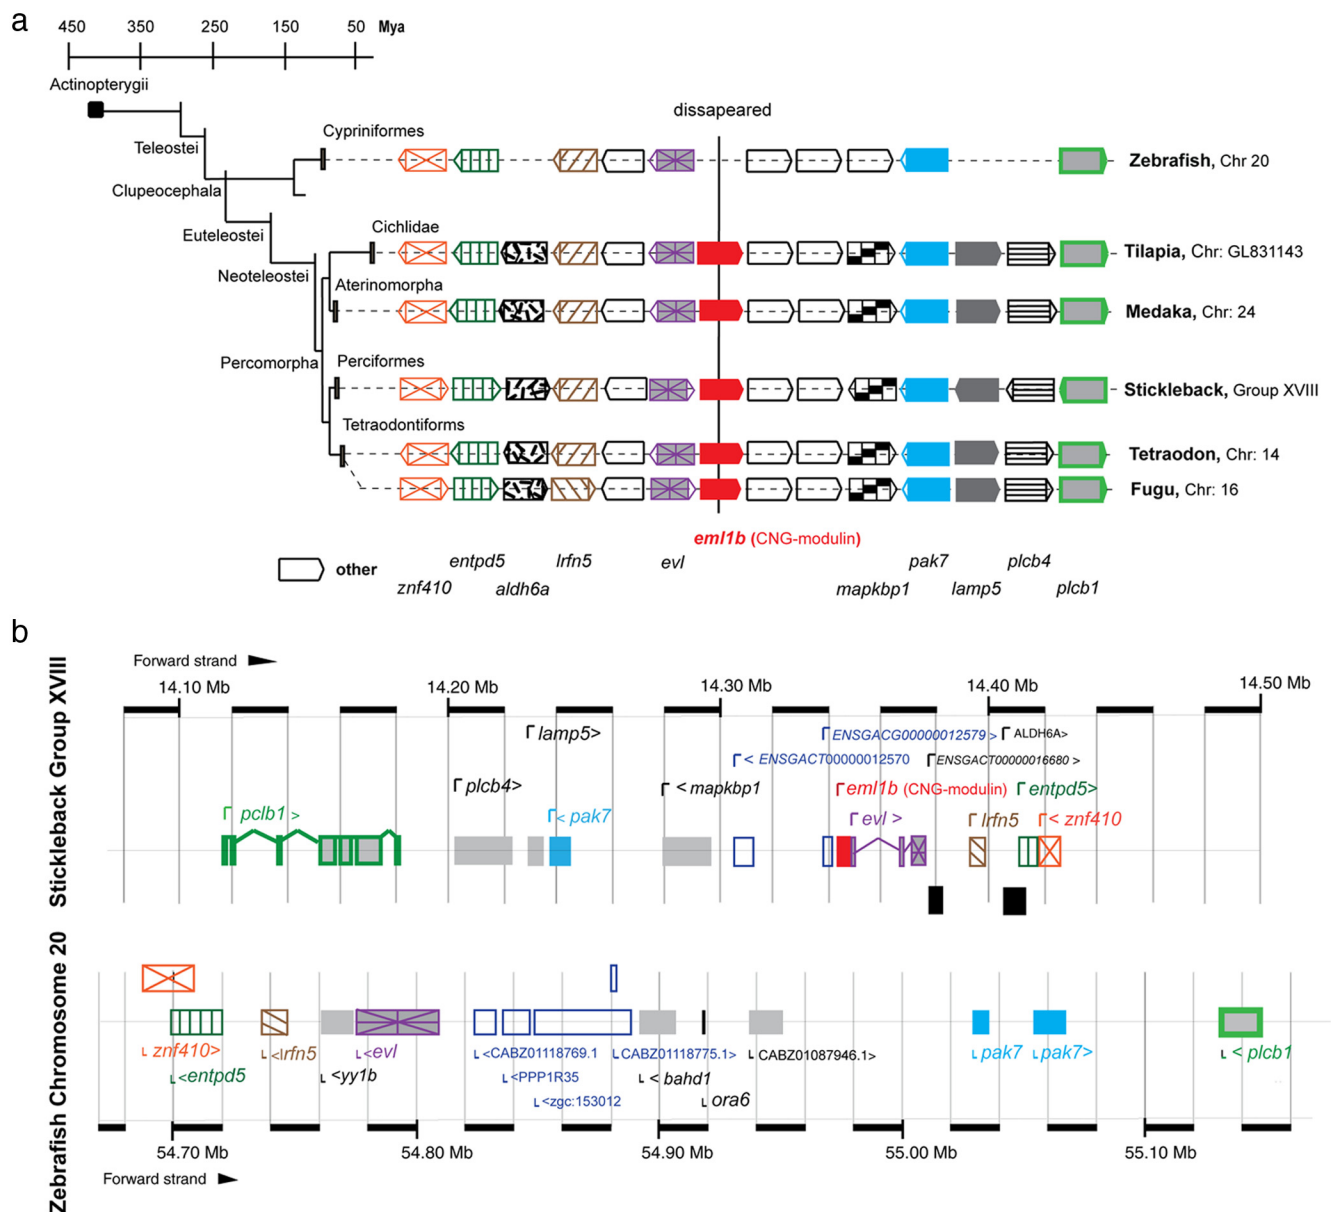 a
450 350 250 150 50 Mya
Actinopterygii
dissapeared
Cypriniformes
Teleostei
Zebrafish, Chr 20
Clupeocephala
Cichlidae
Euteleostei
Tilapia, Chr: GL831143
Neoteleostei
Aterinomorpha
Medaka, Chr: 24
Percomorpha
Perciformes
Stickleback, Group XVIII
Tetraodontiforms
Tetraodon, Chr: 14
Fugu, Chr: 16
eml1b (CNG-modulin)
other
entpd5 lrfn5 evl pak7 plcb4
znf410 aldh6a mapkbp1 lamp5 plcb1
b
Stickleback Group XVIII
Forward strand
14.10 Mb 14.20 Mb 14.30 Mb 14.40 Mb 14.50 Mb
lamp5> ENSGACG00000012579 > ALDH6A>
< ENSGACT00000012570 ENSGACT00000016680 >
plcb4> < mapkbp1 eml1b (CNG-modulin) entpd5>
pclb1 > < pak7 evl > lrfn5 < znf410
Zebrafish Chromosome 20
znf410> <lrfn5 <evl <CABZ01118769.1 CABZ01118775.1> CABZ01087946.1> pak7 pak7> < plcb1
<entpd5 <yy1b <PPP1R35 < bahd1
<zgc:153012 ora6
54.70 Mb 54.80 Mb 54.90 Mb 55.00 Mb 55.10 Mb
Forward strand